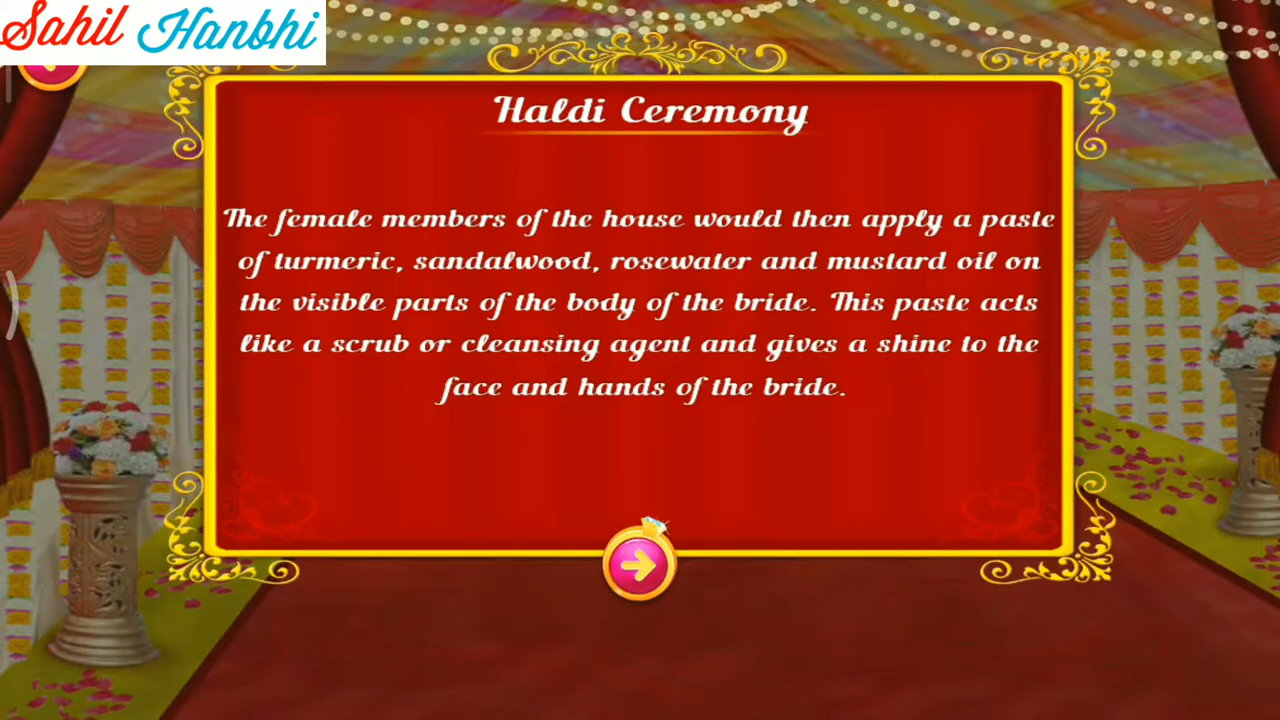 Sahil Hanbhi
Haldi Ceremony
The female members of the house would then apply a paste
of turmeric, sandalwood, rosewater and mustard oil on
the visible parts of the body of the bride. This paste acts
like a scrub or cleansing agent and gives a shine to the
face and hands of the bride.